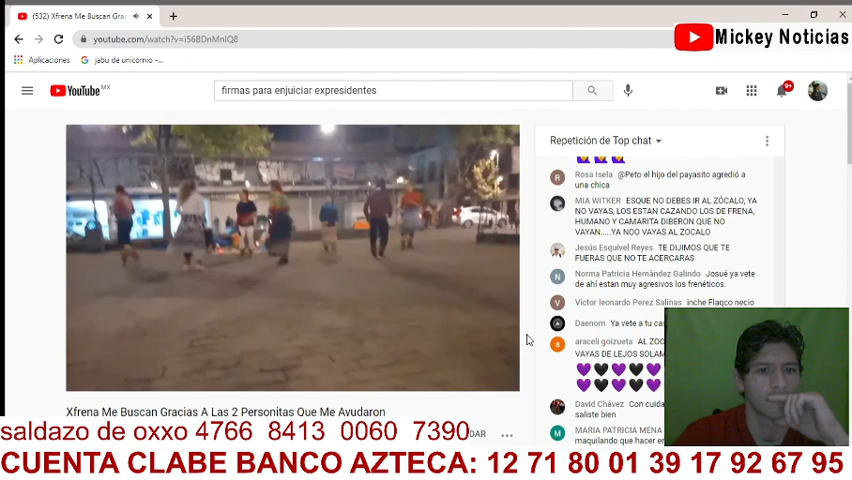 (532) Xfrena Me Buscan Grac
youtube.com/watch?v=i56BDnMnIQ8
Mickey Noticias
Aplicaciones
jabu de unicornio -...
YouTube MX
firmas para enjuiciar expresidentes
9+
Repetición de Top chat
Rosa Isela @Peto el hijo del payasito agredió a
una chica
MIA WITKER ESQUE NO DEBES IR AL ZÓCALO, YA
NO VAYAS, LOS ESTAN CAZANDO LOS DE FRENA,
HUMANO Y CAMARITA DIBERON QUE NO
VAYAN.....YA NOO VAYAS AL ZOCALO
Jesús Esquivel Reyes TE DIJIMOS QUE TE
FUERAS QUE NO TE ACERCARAS
Norma Patricia Hernàndez Galindo Josué ya vete
de ahí estan muy agresivos los frenéticos.
Victor leonardo Perez Salinas inche Flaqco necio
Daenom Ya vete a tu cas
araceli goizueta AL ZOC
VAYAS DE LEJOS SOLAM
David Chávez Con cuida
saliste bien
MARIA PATRICIA MENA
maquilando que hacer en
Xfrena Me Buscan Gracias A Las 2 Personitas Que Me Ayudaron
DAR
saldazo de oxxo 4766 8413 0060 7390
CUENTA CLABE BANCO AZTECA: 12 71 80 01 39 17 92 67 95